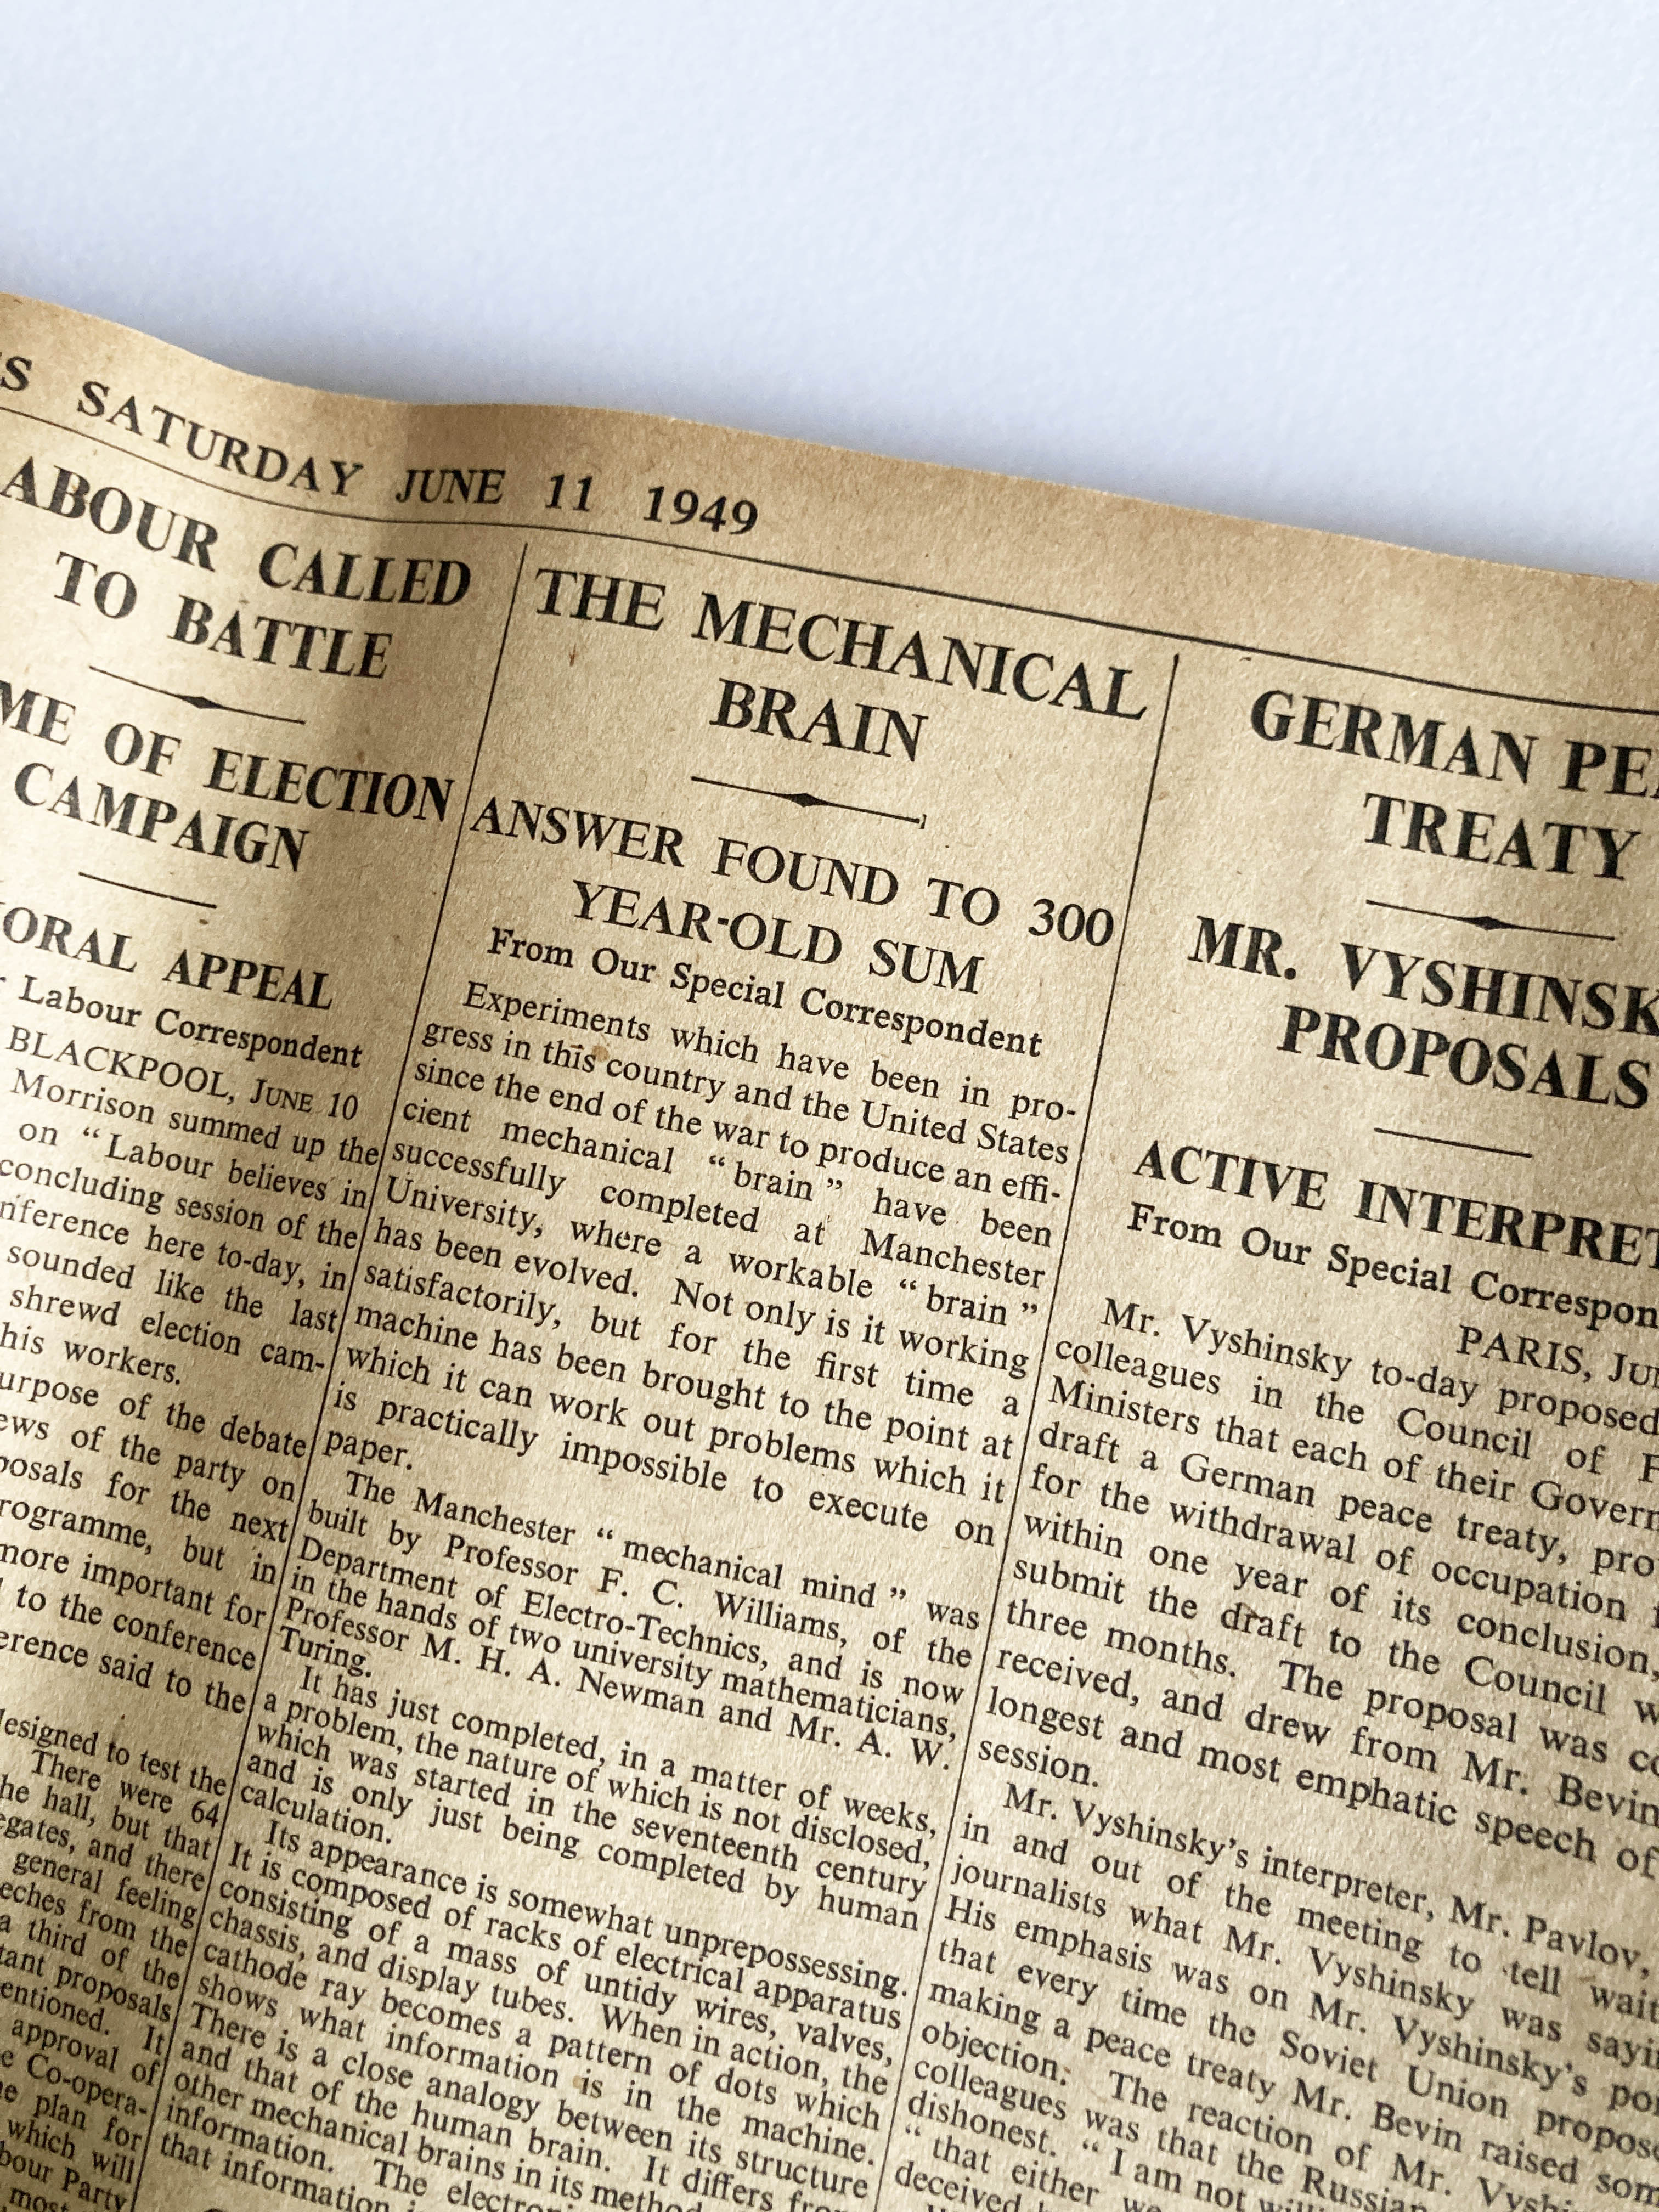 SATURDAY JUNE 11 1949
ABOUR CALLED
TO BATTLE
ME OF ELECTION
CAMPAIGN
ORAL APPEAL
Labour Correspondent
BLACKPOOL, JUNE 10
Morrison summed up the
on “Labour believes in
concluding session of the
nference here to-day, in
sounded like the last
shrewd election cam-
his workers.
urpose of the debate
ews of the party on
posals for the next
rogramme, but in
more important for
to the conference
erence said to the
designed to test the
There were 64
he hall, but that
egates, and there
general feeling
eches from the
a third of the
tant proposals
entioned. It
approval of
e Co-opera-
e plan for
which will
bour Party
most
THE MECHANICAL
BRAIN
ANSWER FOUND TO 300
YEAR-OLD SUM
From Our Special Correspondent
Experiments which have been in pro-
gress in this country and the United States
since the end of the war to produce an effi-
cient mechanical “brain” have been
successfully completed at Manchester
University, where a workable “brain”
has been evolved. Not only is it working
satisfactorily, but for the first time a
machine has been brought to the point at
which it can work out problems which it
is practically impossible to execute on
paper.
The Manchester “mechanical mind” was
built by Professor F. C. Williams, of the
Department of Electro-Technics, and is now
in the hands of two university mathematicians,
Professor M. H. A. Newman and Mr. A. W.
Turing.
It has just completed, in a matter of weeks,
a problem, the nature of which is not disclosed,
which was started in the seventeenth century
and is only just being completed by human
calculation.
Its appearance is somewhat unprepossessing.
It is composed of racks of electrical apparatus
consisting of a mass of untidy wires, valves,
chassis, and display tubes. When in action, the
cathode ray becomes a pattern of dots which
shows what information is in the machine.
There is a close analogy between its structure
and that of the human brain. It differs from
other mechanical brains in its method
information. The electron
that information i
GERMAN PEA
TREATY
MR. VYSHINSK
PROPOSALS
ACTIVE INTERPRET
From Our Special Correspon
PARIS, JU
Mr. Vyshinsky to-day proposed
colleagues in the Council of F
Ministers that each of their Govern
draft a German peace treaty, pro
for the withdrawal of occupation f
within one year of its conclusion,
submit the draft to the Council w
three months. The proposal was co
received, and drew from Mr. Bevin
longest and most emphatic speech of
session.
Mr. Vyshinsky’s interpreter, Mr. Pavlov,
in and out of the meeting to tell wait
journalists what Mr. Vyshinsky was sayi
His emphasis was on Mr. Vyshinsky’s po
that every time the Soviet Union propose
making a peace treaty Mr. Bevin raised som
objection. The reaction of Mr. Vysh
colleagues was that the Russian
dishonest. “I am not willi
“that either we
deceived